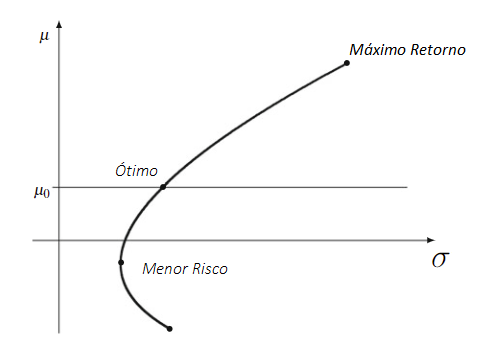 μ
Máximo Retorno
Ótimo
μ₀
σ
Menor Risco